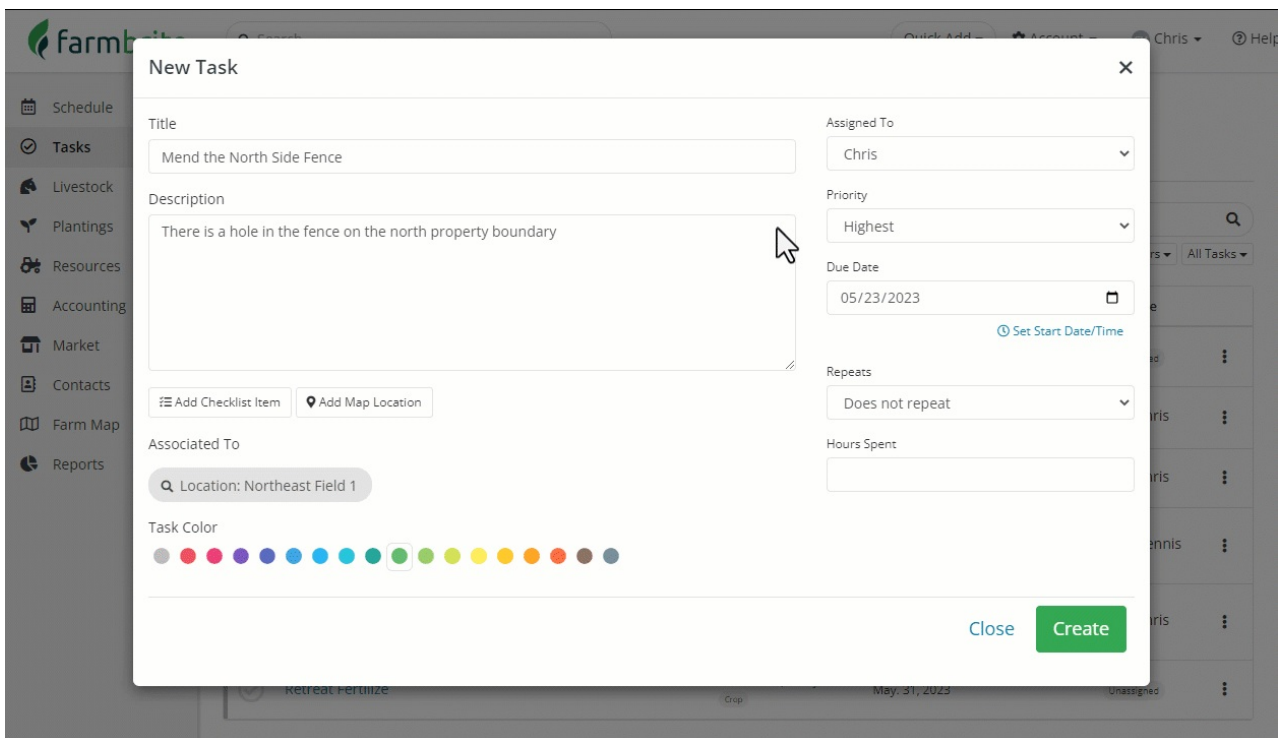 farmbrite
Search
Quick Add
Account
Chris
Help
Schedule
Tasks
Livestock
Plantings
Resources
Accounting
Market
Contacts
Farm Map
Reports
New Task
Title
Mend the North Side Fence
Description
There is a hole in the fence on the north property boundary
Add Checklist Item
Add Map Location
Associated To
Location: Northeast Field 1
Task Color
Assigned To
Chris
Priority
Highest
Due Date
05/23/2023
Set Start Date/Time
Repeats
Does not repeat
Hours Spent
Close
Create
All Tasks
Retreat Fertilize
Crop
May. 31, 2023
Unassigned